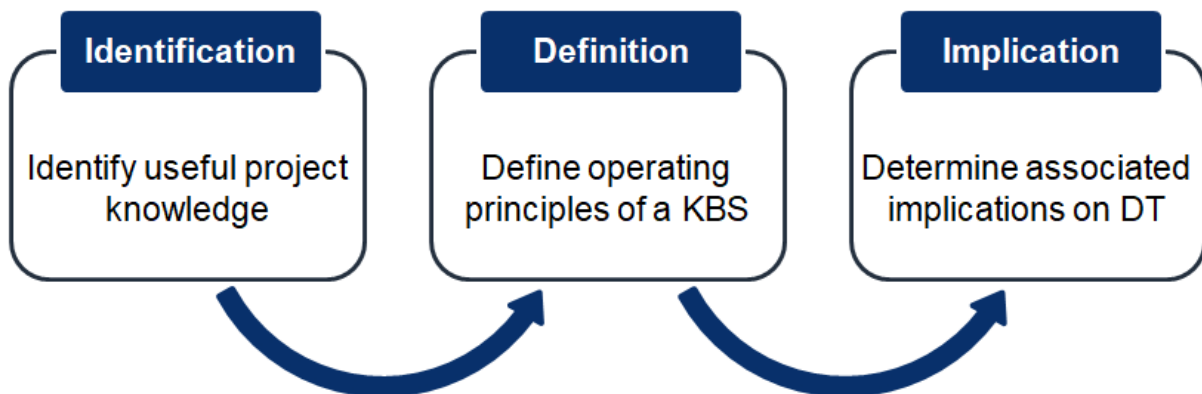 Identification
Identify useful project
knowledge
Definition
Define operating
principles of a KBS
Implication
Determine associated
implications on DT